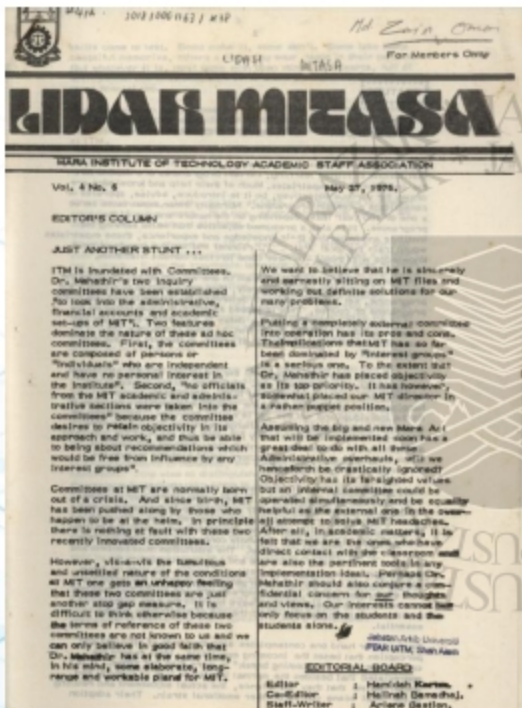 1018/000 1163 / MSP
Md. Zain, Omar
LIDAH MITASA
For Members Only
LIDAH MITASA
MARA INSTITUTE OF TECHNOLOGY ACADEMIC STAFF ASSOCIATION
Vol. 4 No. 6
May 27, 1976.
EDITOR'S COLUMN
JUST ANOTHER STUNT ...
ITM is inundated with Committees.
Dr. Mahathir's two inquiry
committees have been established
"to look into the administrative,
financial accounts and academic
set-ups of MIT". Two features
dominate the nature of these ad hoc
committees. First, the committees
are composed of persons or
"individuals" who are independent
and have no personal interest in
the Institute". Second, "no officials
from the MIT academic and adminis-
trative sections were taken into the
committees" because the committee
desires to retain objectivity in its
approach and work, and thus be able
to being about recommendations which
would be free from influence by any
interest groups".
Committees at MIT are normally born
out of a crisis. And since birth, MIT
has been pushed along by those who
happen to be at the helm. In principle
there is nothing at fault with these two
recently innovated committees.
However, vis-a-vis the tumultous
and unsettled nature of the conditions
at MIT one gets an unhappy feeling
that these two committees are just
another stop gap measure. It is
difficult to think otherwise because
the terms of reference of these two
committees are not known to us and we
can only believe in good faith that
Dr. Mahathir has at the same time,
in his mind, some elaborate, long-
range and workable pland for MIT.
We want to believe that he is sincerely
and earnestly sitting on MIT files and
working out definite solutions for our
many problems.
Putting a completely external committee
into operation has its pros and cons.
The implications that MIT has so far
been dominated by "interest groups"
is a serious one. To the extent that
Dr. Mahathir has placed objectivity
as its top priority. It has however,
somewhat placed our MIT director in
a rather puppet position.
Assuming the big and new Mara Act
that will be implemented soon has a
great deal to do with all these
Administrative overhauls, will we
henceforth be drastically ignored?
Objectivity has its farsighted values
but an internal committee could be
operated simultaneously and be equally
helpful as the external one in the over-
all attempt to solve MIT headaches.
After all, in academic matters, it is
felt that we are the ones who have
direct contact with the classroom and
are also the pertinent tools in any
implementation ideal. Perhaps Dr.
Mahathir should also conjure a con-
fidential concern for our thoughts
and views. Our interests cannot but
only focus on the students and the
students alone.
Jabatan Arkib Universiti
PTAR UiTM, Shah Alam
EDITORIAL BOARD
Editor : Hamidah Karim.
Co-Editor : Halimah
Staff-Writer : Arlene